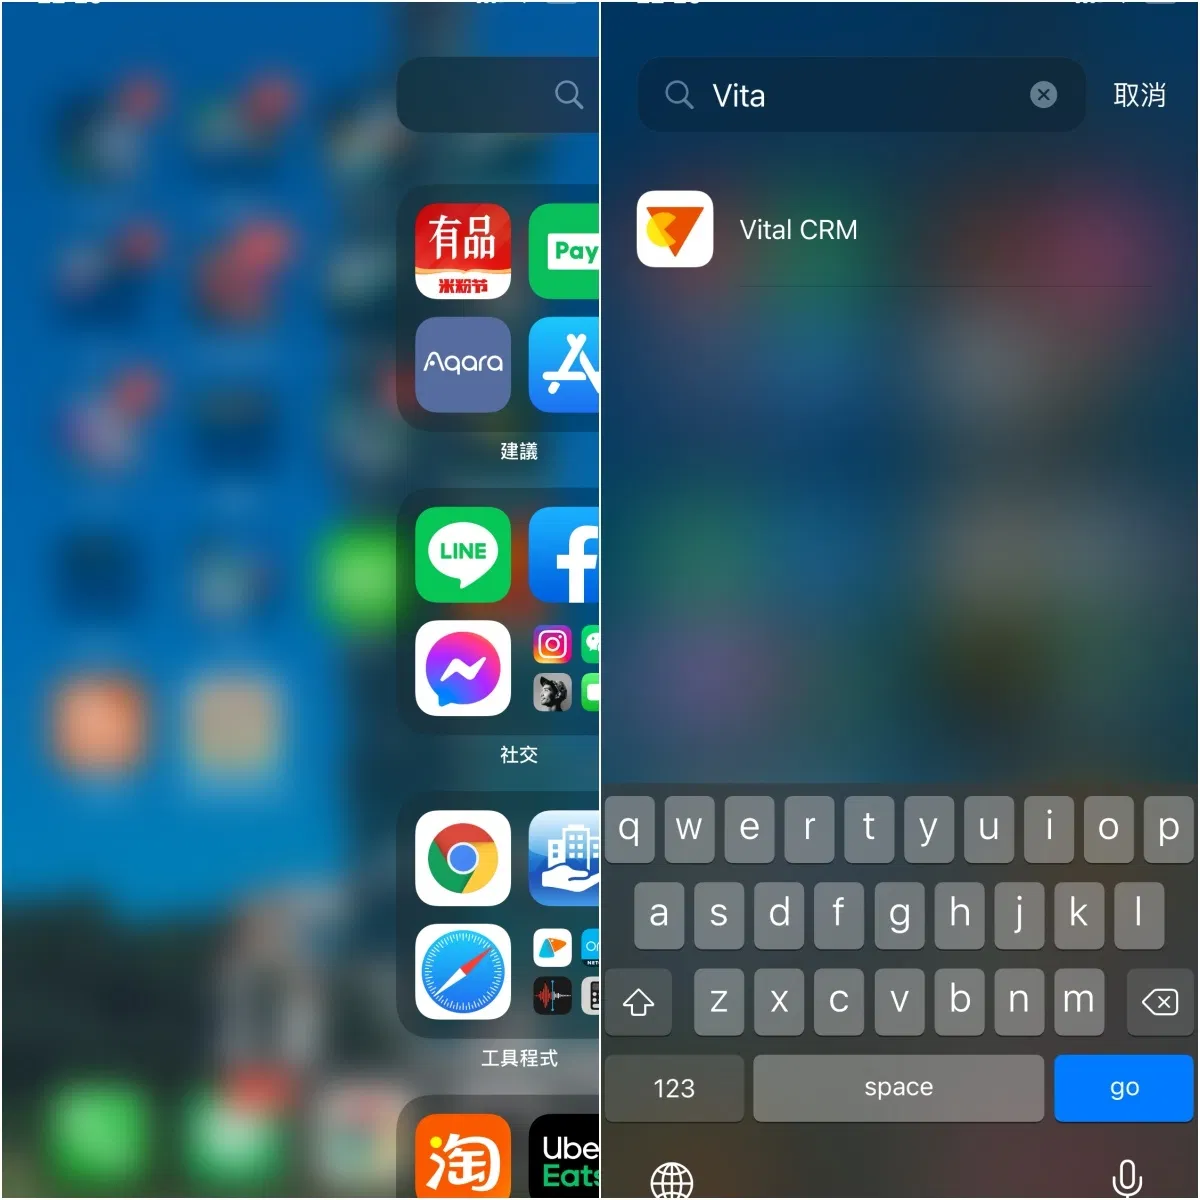 有品
米粉节
Pay
Aqara
建議
LINE
社交
工具程式
淘
Ube
Eats
Vita
取消
Vital CRM
q w e r t y u i o p
a s d f g h j k l
z x c v b n m
123
space
go